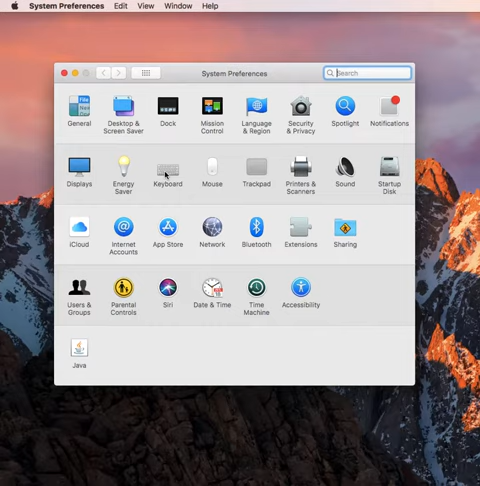 System Preferences Edit View Window Help
System Preferences
Search
General
Desktop &
Screen Saver
Dock
Mission
Control
Language
& Region
Security
& Privacy
Spotlight
Notifications
Displays
Energy
Saver
Keyboard
Mouse
Trackpad
Printers &
Scanners
Sound
Startup
Disk
iCloud
Internet
Accounts
App Store
Network
Bluetooth
Extensions
Sharing
Users &
Groups
Parental
Controls
Siri
Date & Time
Time
Machine
Accessibility
Java